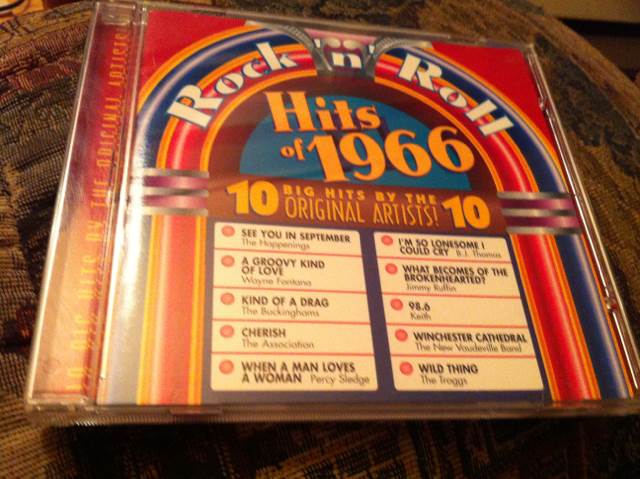 Rock 'n' Roll
Hits
of 1966
10 BIG HITS BY THE ORIGINAL ARTISTS! 10
SEE YOU IN SEPTEMBER
The Happenings
A GROOVY KIND
OF LOVE
Wayne Fontana
KIND OF A DRAG
The Buckinghams
CHERISH
The Association
WHEN A MAN LOVES
A WOMAN Percy Sledge
I'M SO LONESOME I
COULD CRY B.J. Thomas
WHAT BECOMES OF THE
BROKENHEARTED?
Jimmy Ruffin
98.6
Keith
WINCHESTER CATHEDRAL
The New Vaudeville Band
WILD THING
The Troggs
10 BIG HITS BY THE ORIGINAL ARTISTS